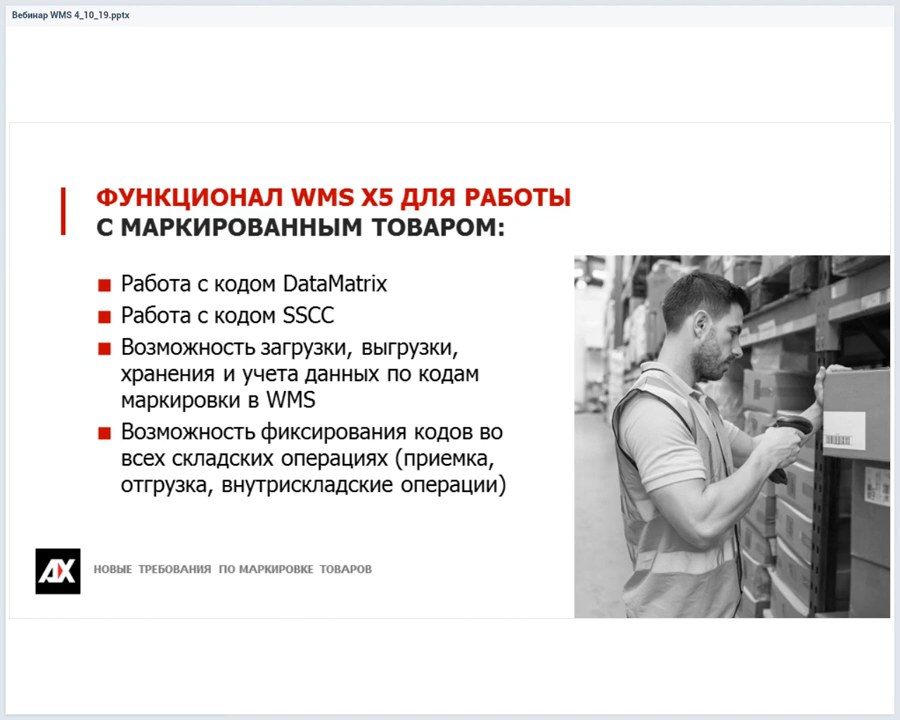 Вебинар WMS 4_10_19.pptx
ФУНКЦИОНАЛ WMS X5 ДЛЯ РАБОТЫ
С МАРКИРОВАННЫМ ТОВАРОМ:
Работа с кодом DataMatrix
Работа с кодом SSCC
Возможность загрузки, выгрузки,
хранения и учета данных по кодам
маркировки в WMS
Возможность фиксирования кодов во
всех складских операциях (приемка,
отгрузка, внутрискладские операции)
АХ
НОВЫЕ ТРЕБОВАНИЯ ПО МАРКИРОВКЕ ТОВАРОВ